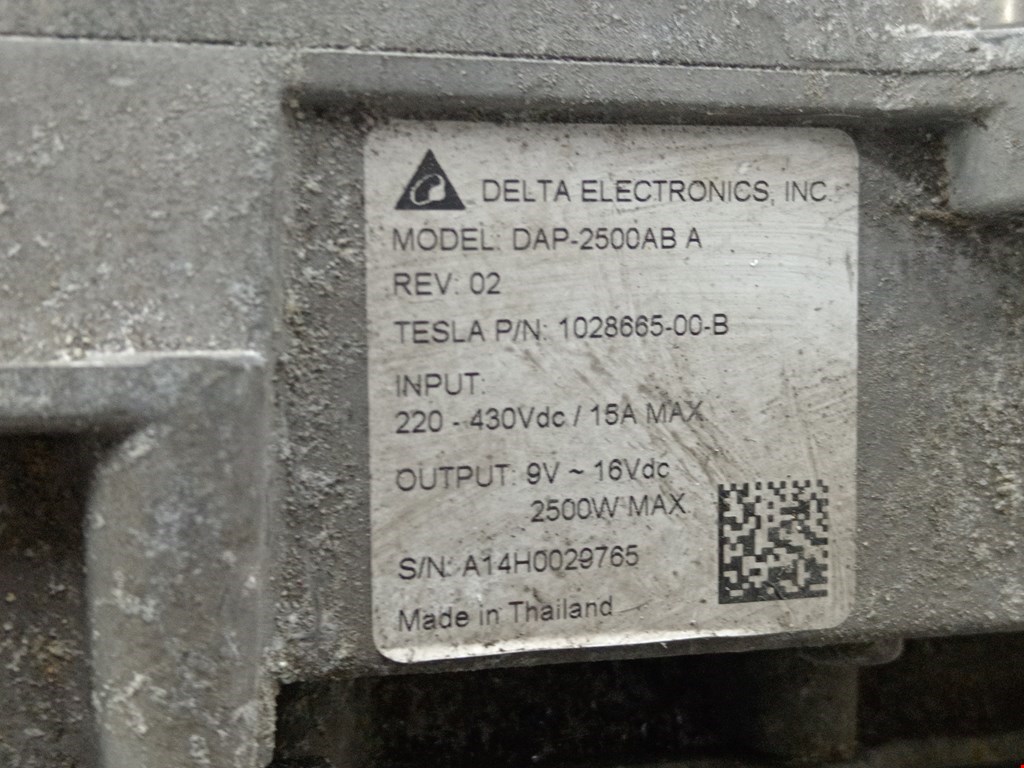 DELTA ELECTRONICS, INC.
MODEL: DAP-2500AB A
REV: 02
TESLA P/N: 1028665-00-B
INPUT:
220 - 430Vdc / 15A MAX
OUTPUT: 9V ~ 16Vdc
2500W MAX
S/N: A14H0029765
Made in Thailand